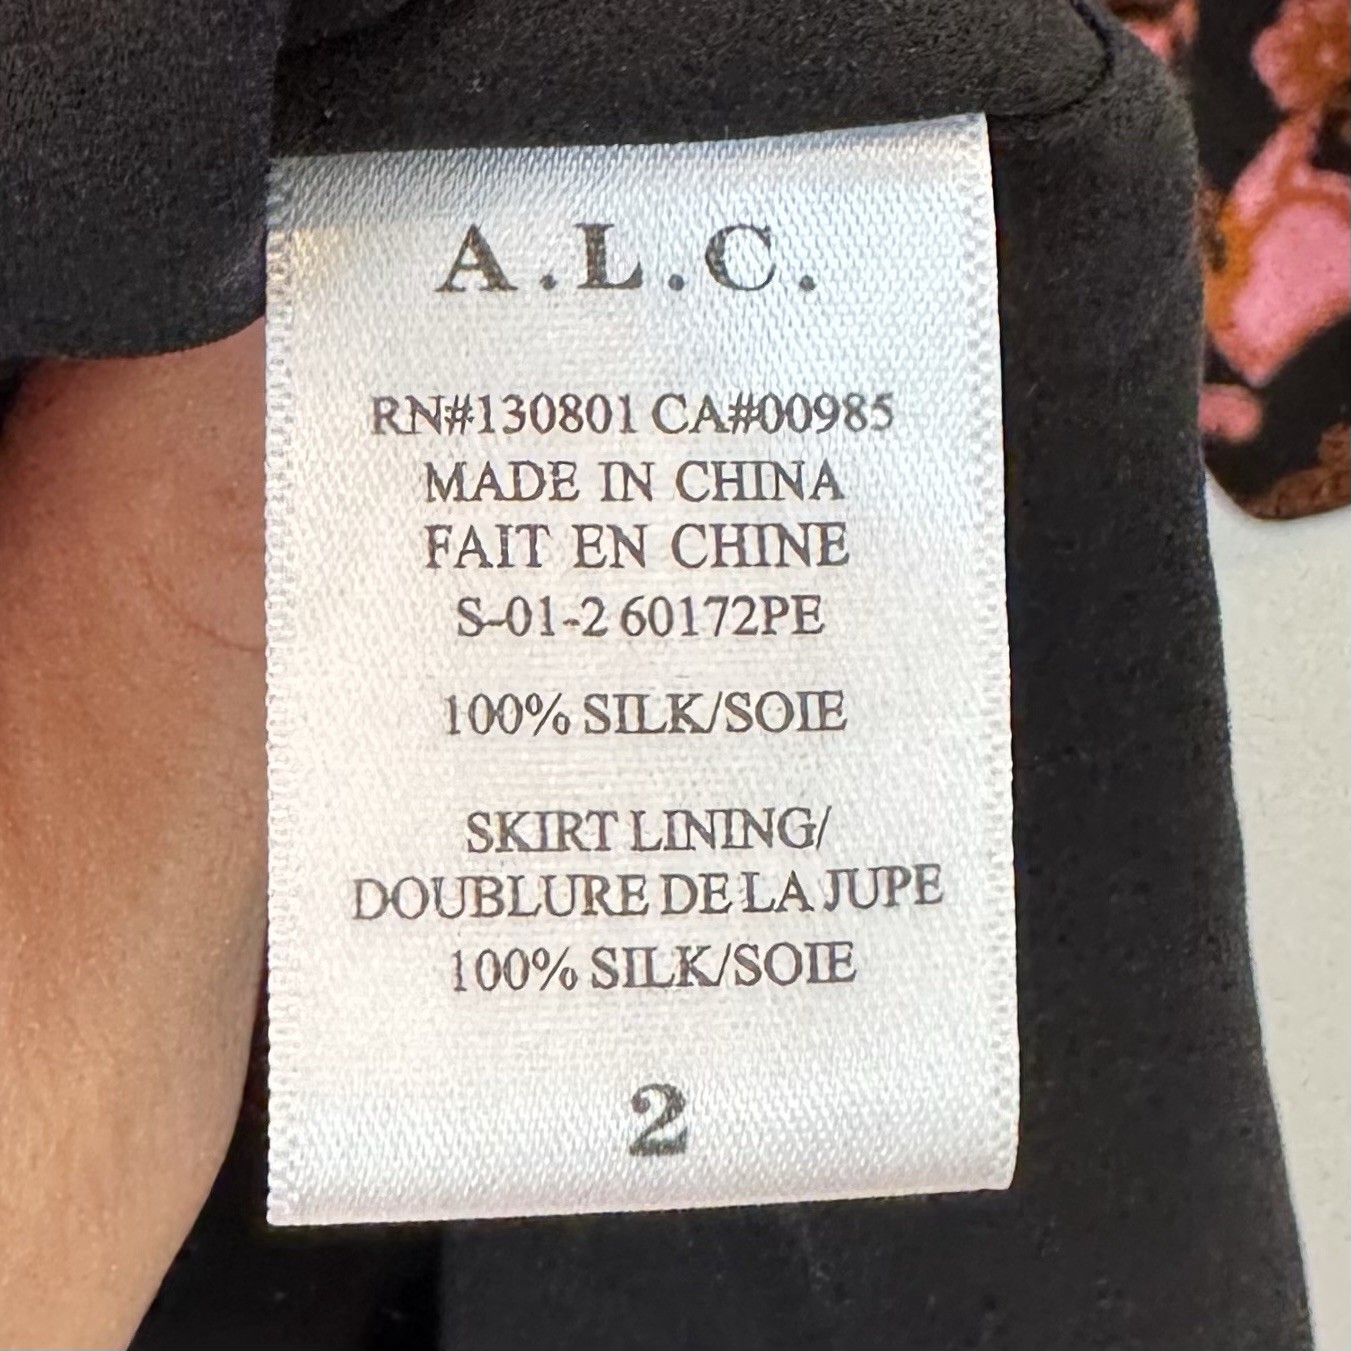 A.L.C.
RN#130801 CA#00985
MADE IN CHINA
FAIT EN CHINE
S-01-2 60172PE
100% SILK/SOIE
SKIRT LINING/
DOUBLURE DE LA JUPE
100% SILK/SOIE
2